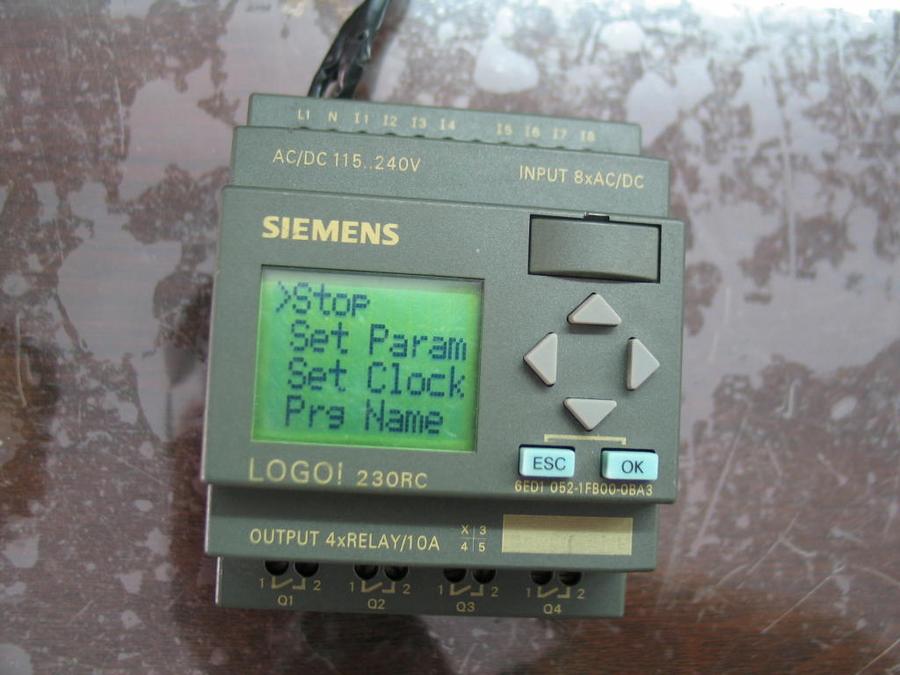 L1 N I1 I2 I3 I4 I5 I6 I7 I8
AC/DC 115..240V INPUT 8xAC/DC
SIEMENS
>Stop
Set Param
Set Clock
Prg Name
ESC OK
LOGO! 230RC
6ED1 052-1FB00-0BA3
OUTPUT 4xRELAY/10A
X 3
4 5
1 2 1 2 1 2 1 2
Q1 Q2 Q3 Q4